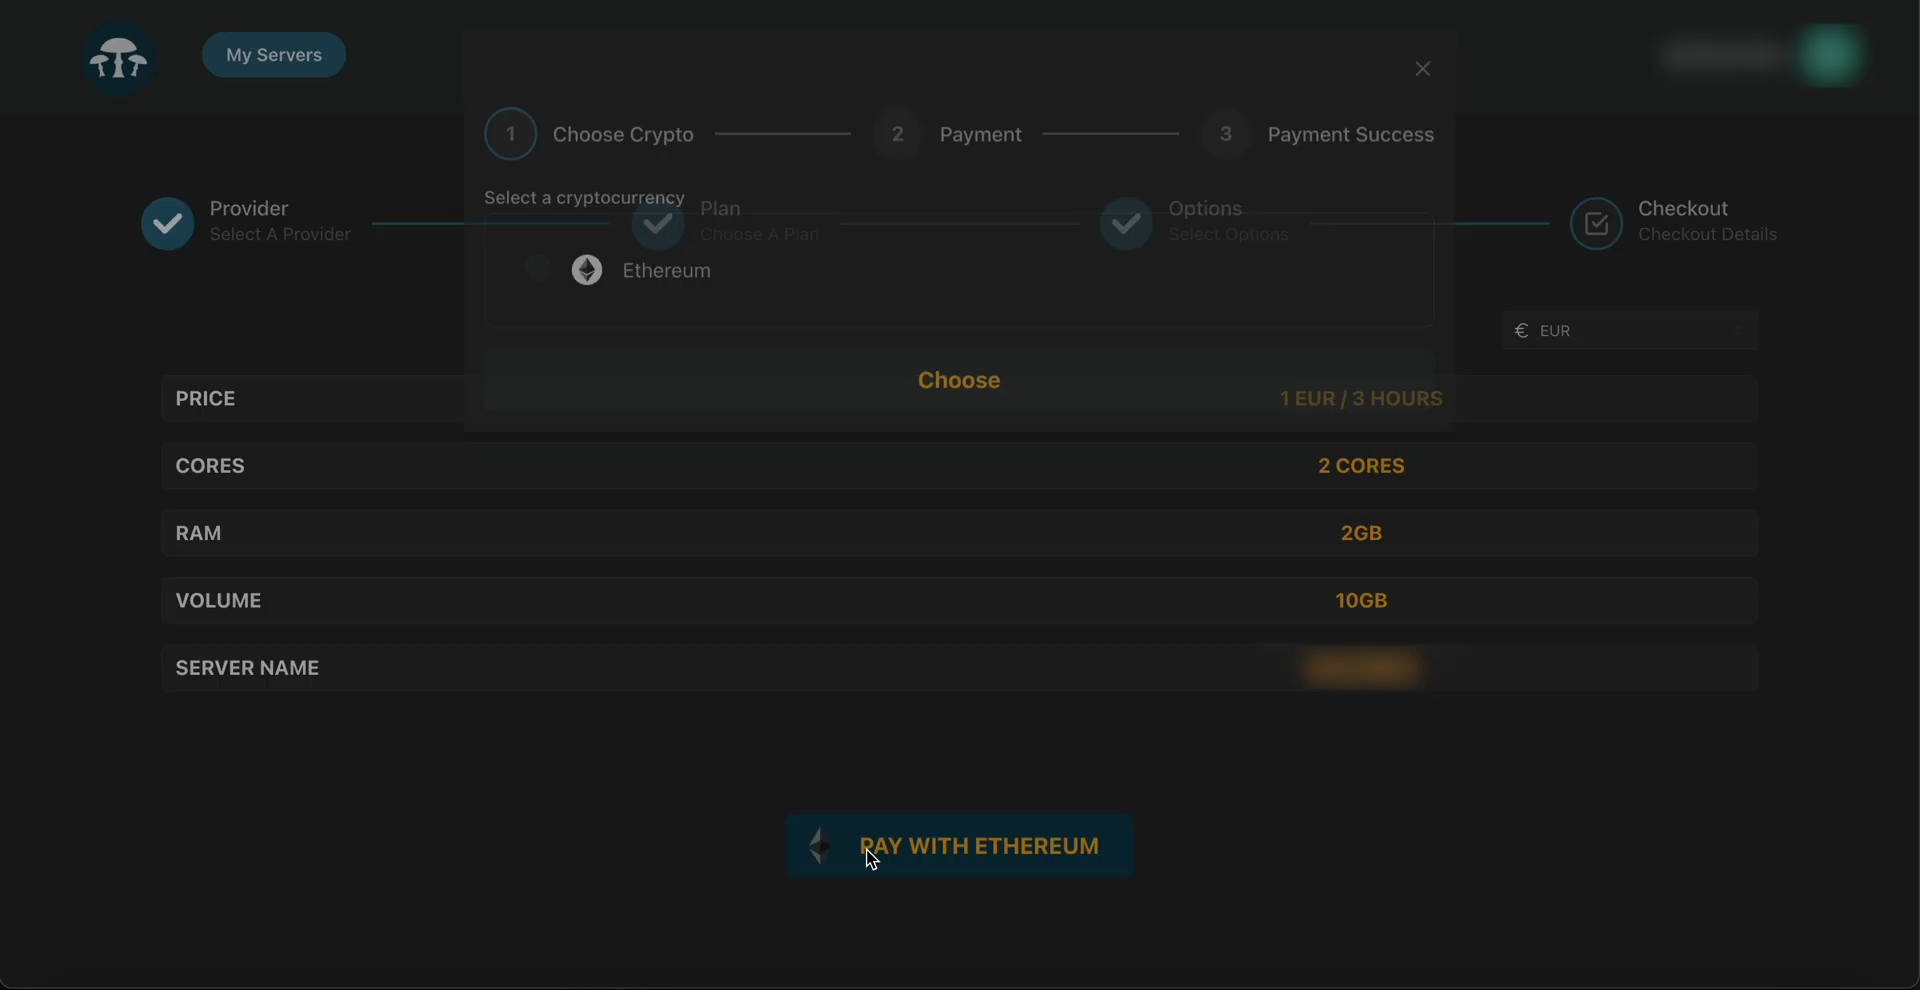 My Servers
1 Choose Crypto 2 Payment 3 Payment Success
Select a cryptocurrency
Provider Plan Options Checkout
Select A Provider Choose A Plan Select Options Checkout Details
Ethereum
€ EUR
Choose
PRICE 1 EUR / 3 HOURS
CORES 2 CORES
RAM 2GB
VOLUME 10GB
SERVER NAME
PAY WITH ETHEREUM